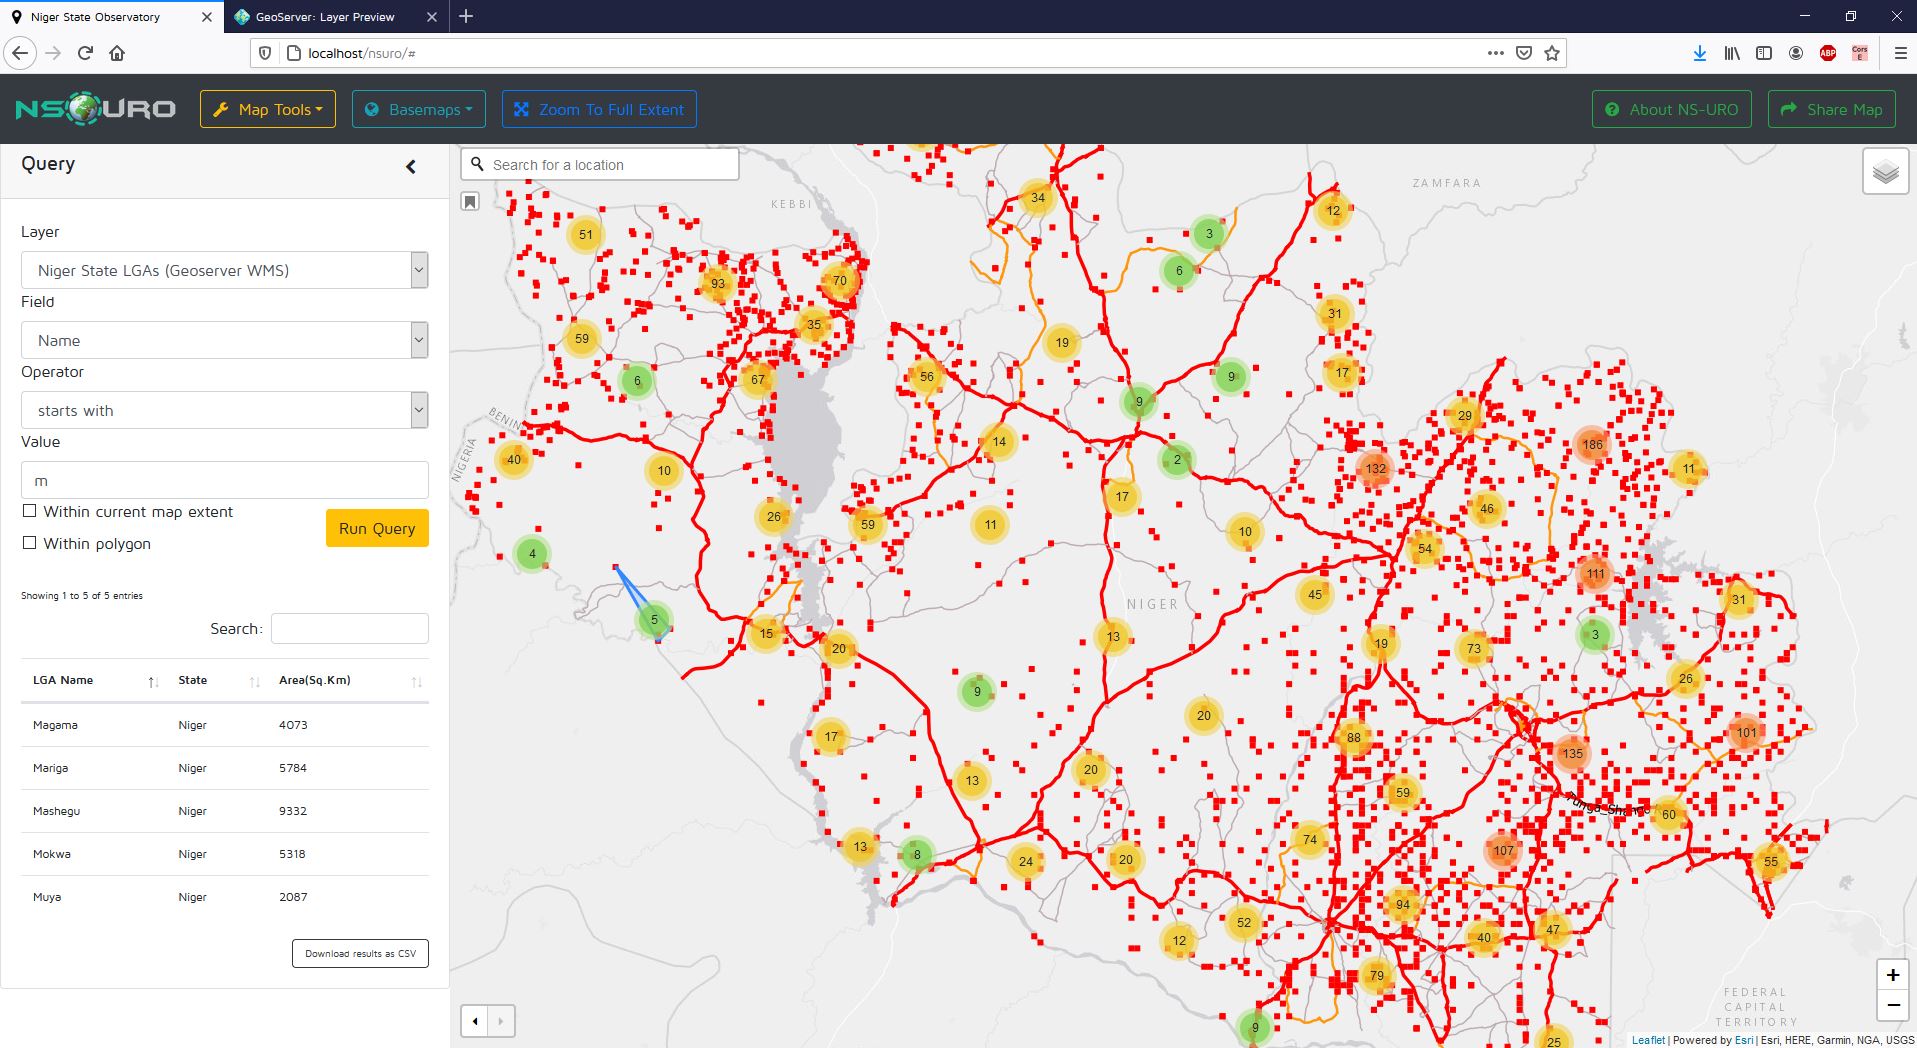 Niger State Observatory
GeoServer: Layer Preview
localhost/nsuro/#
ABP
Cors
E
NSURO
Map Tools
Basemaps
Zoom To Full Extent
About NS-URO
Share Map
Query
Layer
Niger State LGAs (Geoserver WMS)
Field
Name
Operator
starts with
Value
m
Within current map extent
Within polygon
Run Query
Showing 1 to 5 of 5 entries
Search:
LGA Name State Area(Sq.Km)
Magama Niger 4073
Mariga Niger 5784
Mashegu Niger 9332
Mokwa Niger 5318
Muya Niger 2087
Download results as CSV
Search for a location
KEBBI
ZAMFARA
34
12
51
3
6
93
70
31
35
59
19
17
6
67
56
9
9
29
14
186
40
10
2
132
11
17
46
26
59
11
10
54
4
111
45
31
NIGER
5
15
13
3
20
19
73
26
9
20
17
88
101
135
13
20
59
Tunga_Shango
60
74
13
8
24
20
107
55
94
52
12
40
47
79
9
25
BENIN
NIGERIA
FEDERAL
CAPITAL
TERRITORY
+
−
Leaflet | Powered by Esri | Esri, HERE, Garmin, NGA, USGS